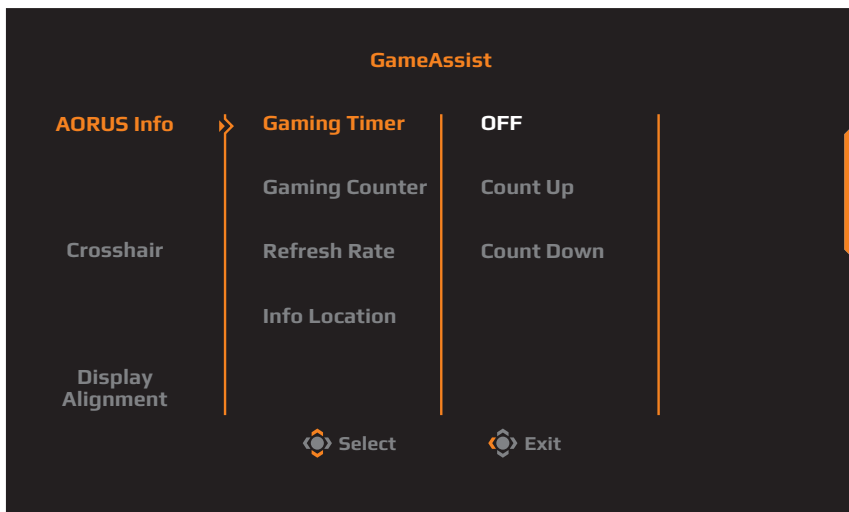 GameAssist
AORUS Info
Gaming Timer
OFF
Gaming Counter
Count Up
Crosshair
Refresh Rate
Count Down
Info Location
Display
Alignment
Select
Exit